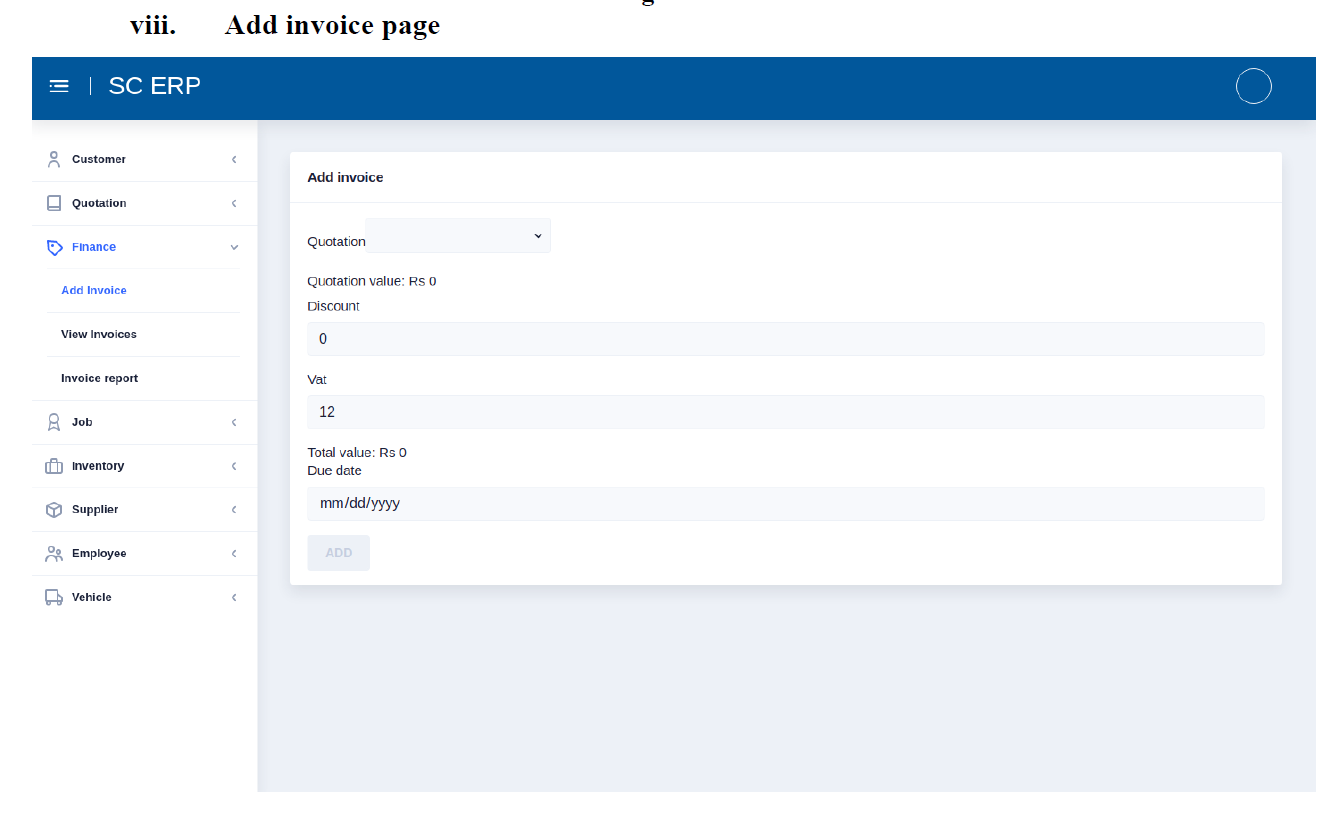 viii. Add invoice page
SC ERP
Customer
Quotation
Finance
Add Invoice
View Invoices
Invoice report
Job
Inventory
Supplier
Employee
Vehicle
Add invoice
Quotation
Quotation value: Rs 0
Discount
0
Vat
12
Total value: Rs 0
Due date
mm/dd/yyyy
ADD